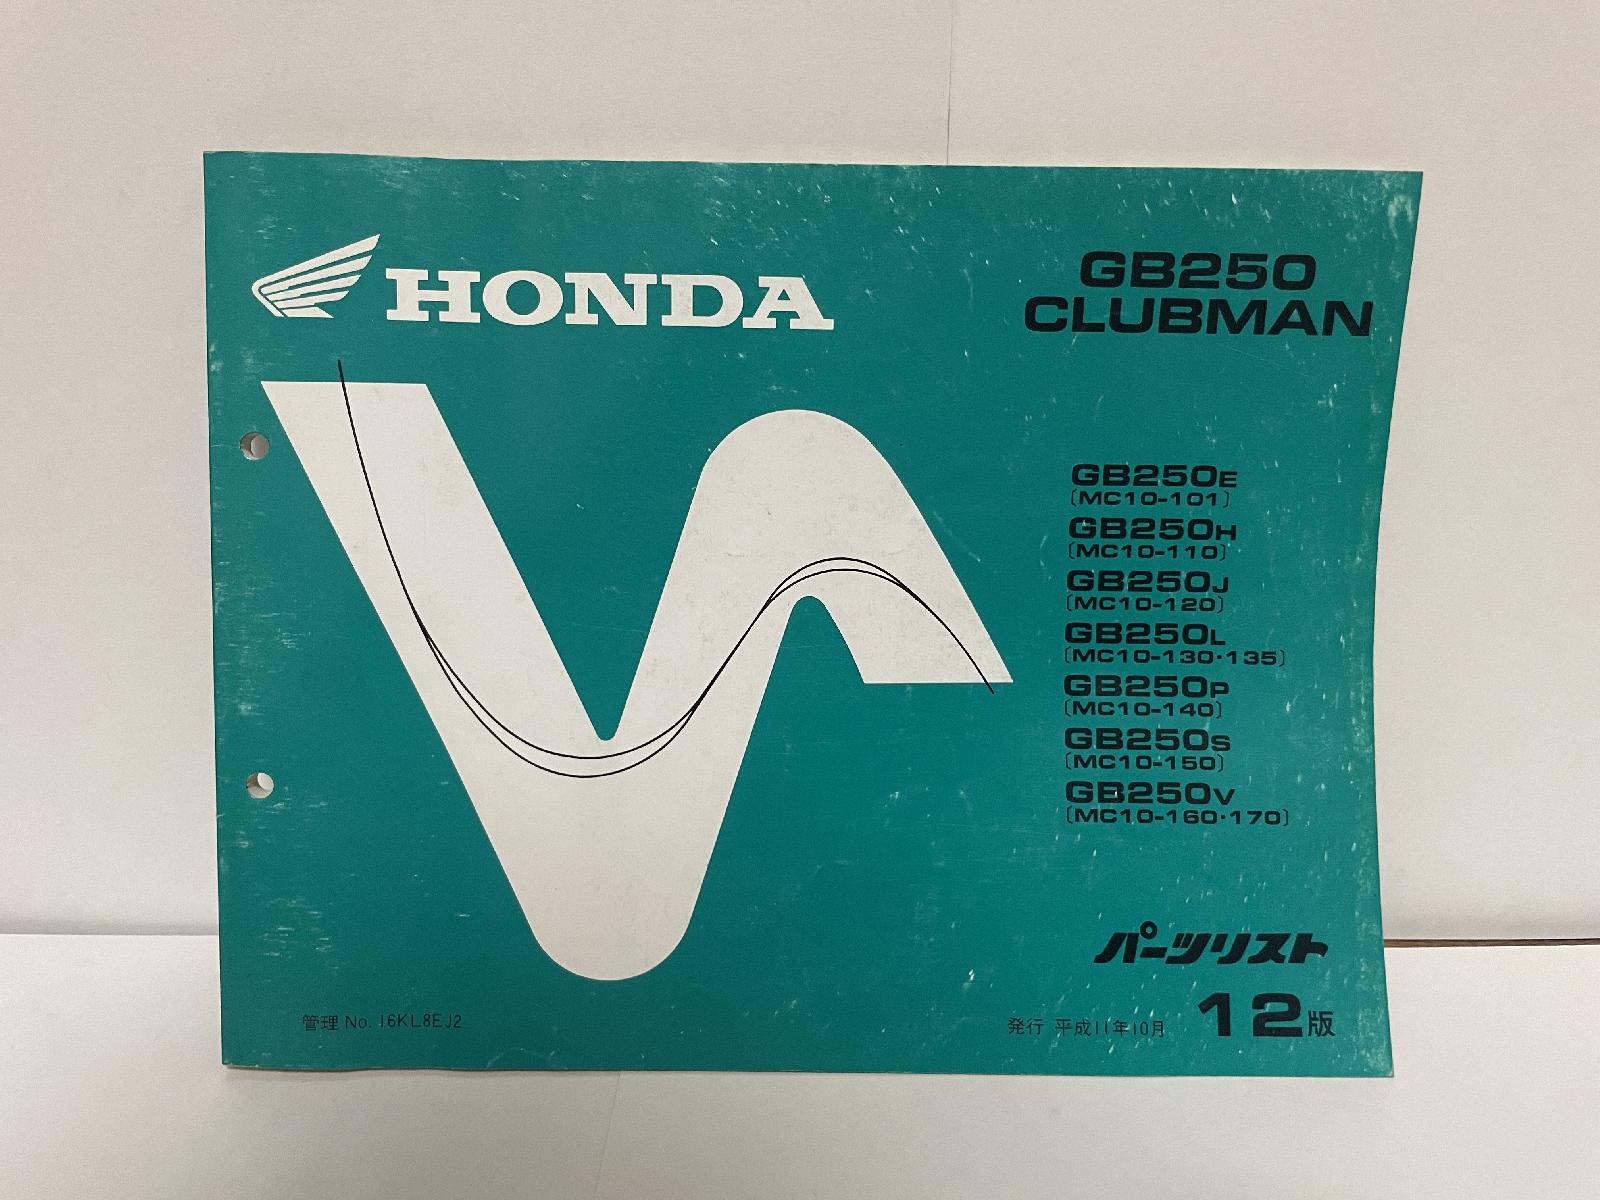 HONDA
GB250
CLUBMAN
GB250E
〔MC10-101〕
GB250H
〔MC10-110〕
GB250J
〔MC10-120〕
GB250L
〔MC10-130・135〕
GB250P
〔MC10-140〕
GB250S
〔MC10-150〕
GB250V
〔MC10-160・170〕
パーツリスト
管理 No. 16KL8EJ2
発行 平成11年10月 12版